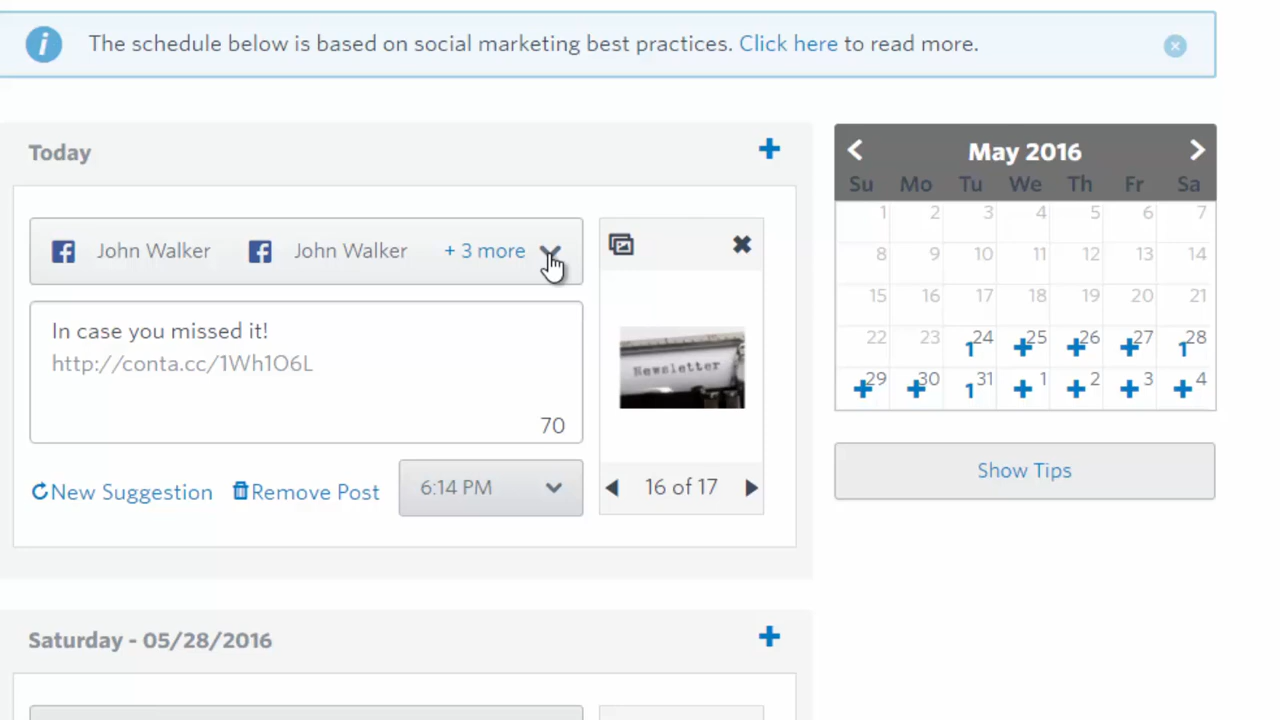 The schedule below is based on social marketing best practices. Click here to read more.
Today
John Walker John Walker + 3 more
In case you missed it!
http://conta.cc/1Wh1O6L
70
New Suggestion Remove Post 6:14 PM
Newsletter
16 of 17
Saturday - 05/28/2016
May 2016
Su Mo Tu We Th Fr Sa
1 2 3 4 5 6 7
8 9 10 11 12 13 14
15 16 17 18 19 20 21
22 23 1 24 25 26 27 1 28
29 30 1 31 1 2 3 4
Show Tips